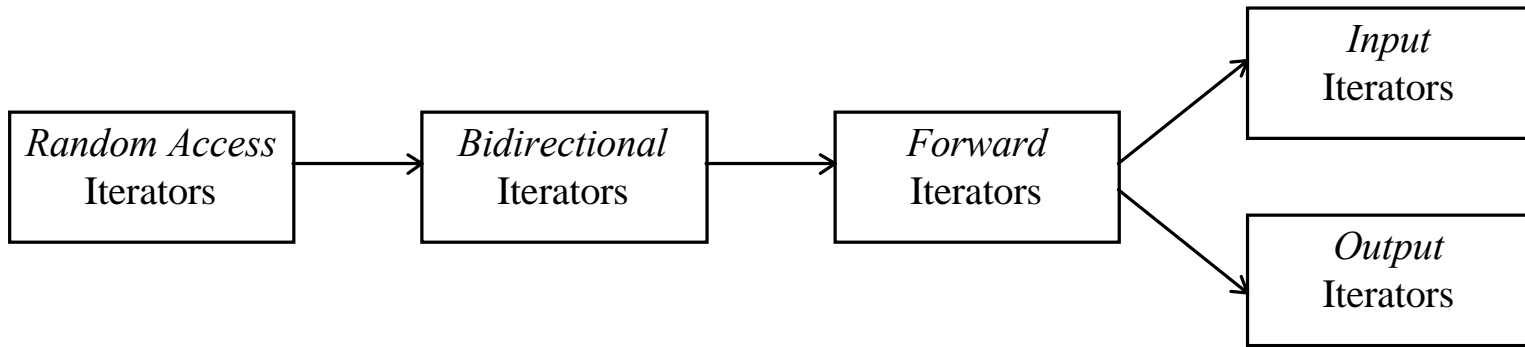 Random Access
Iterators
Bidirectional
Iterators
Forward
Iterators
Input
Iterators
Output
Iterators